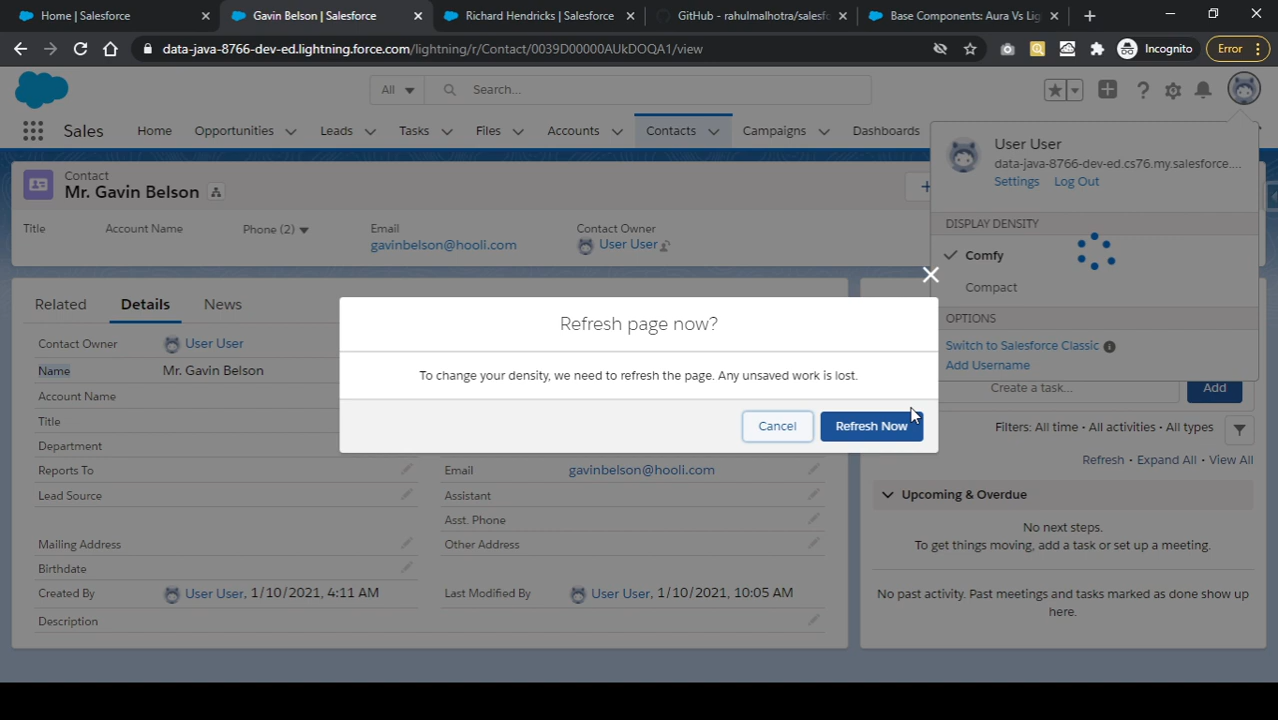 Home | Salesforce
Gavin Belson | Salesforce
Richard Hendricks | Salesforce
GitHub - rahulmalhotra/salesf
Base Components: Aura Vs Lig
data-java-8766-dev-ed.lightning.force.com/lightning/r/Contact/0039D00000AUkDOQA1/view
Incognito
Error
All
Search...
Sales
Home
Opportunities
Leads
Tasks
Files
Accounts
Contacts
Campaigns
Dashboards
User User
data-java-8766-dev-ed.cs76.my.salesforce....
Settings
Log Out
Contact
Mr. Gavin Belson
Title
Account Name
Phone (2)
Email
gavinbelson@hooli.com
Contact Owner
User User
DISPLAY DENSITY
Comfy
Compact
OPTIONS
Switch to Salesforce Classic
Add Username
Related
Details
News
Contact Owner
User User
Name
Mr. Gavin Belson
Account Name
Title
Department
Reports To
Lead Source
Mailing Address
Birthdate
Created By
User User, 1/10/2021, 4:11 AM
Description
Refresh page now?
To change your density, we need to refresh the page. Any unsaved work is lost.
Cancel
Refresh Now
Email
gavinbelson@hooli.com
Assistant
Asst. Phone
Other Address
Last Modified By
User User, 1/10/2021, 10:05 AM
Create a task...
Add
Filters: All time • All activities • All types
Refresh • Expand All • View All
Upcoming & Overdue
No next steps.
To get things moving, add a task or set up a meeting.
No past activity. Past meetings and tasks marked as done show up
here.